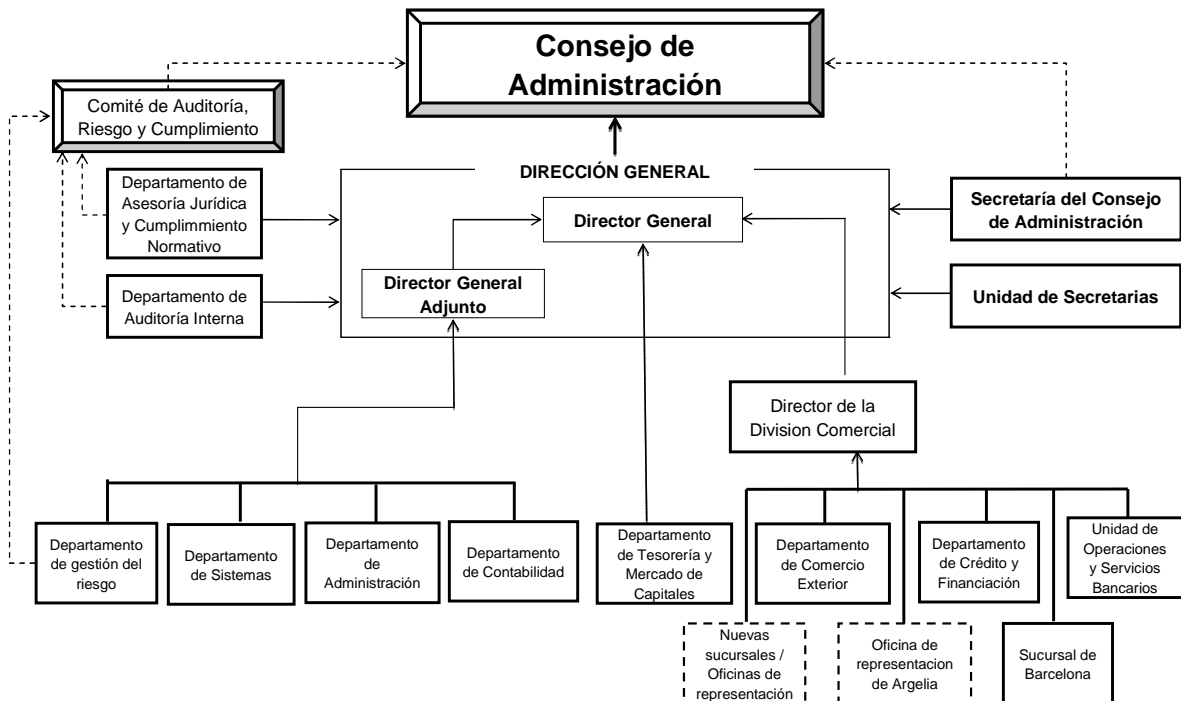 Consejo de
Administración
Comité de Auditoría,
Riesgo y Cumplimiento
DIRECCIÓN GENERAL
Departamento de
Asesoría Jurídica
y Cumplimmiento
Normativo
Director General
Secretaría del Consejo
de Administración
Director General
Adjunto
Departamento de
Auditoría Interna
Unidad de Secretarias
Director de la
Division Comercial
Departamento
de gestión del
riesgo
Departamento
de Sistemas
Departamento
de
Administración
Departamento
de Contabilidad
Departamento
de Tesorería y
Mercado de
Capitales
Departamento
de Comercio
Exterior
Departamento
de Crédito y
Financiación
Unidad de
Operaciones
y Servicios
Bancarios
Nuevas
sucursales /
Oficinas de
representación
Oficina de
representacion
de Argelia
Sucursal de
Barcelona